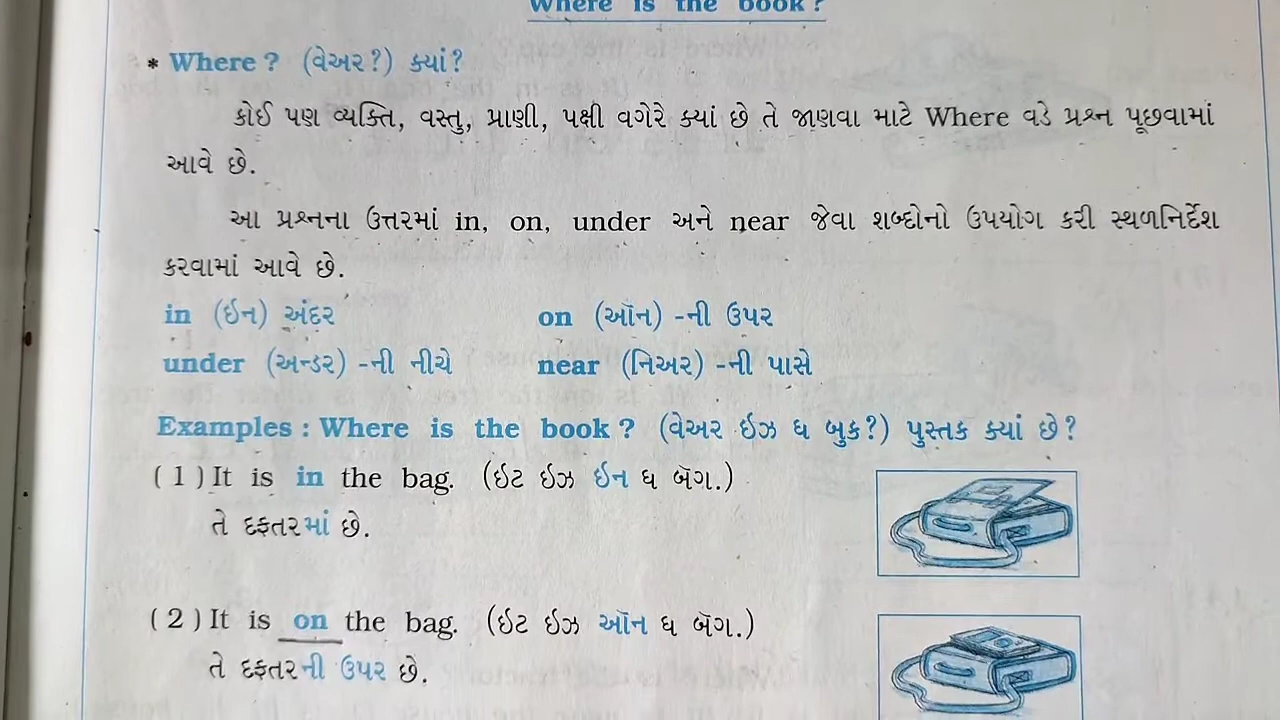 Where is the book?
* Where? (વેઅર?) ક્યાં?
કોઈ પણ વ્યક્તિ, વસ્તુ, પ્રાણી, પક્ષી વગેરે ક્યાં છે તે જાણવા માટે Where વડે પ્રશ્ન પૂછવામાં
આવે છે.
આ પ્રશ્નના ઉત્તરમાં in, on, under અને near જેવા શબ્દોનો ઉપયોગ કરી સ્થળનિર્દેશ
કરવામાં આવે છે.
in (ઇન) અંદર on (ઑન) -ની ઉપર
under (અન્ડર) -ની નીચે near (નિઅર) -ની પાસે
Examples : Where is the book? (વેઅર ઇઝ ધ બુક?) પુસ્તક ક્યાં છે?
(1) It is in the bag. (ઇટ ઇઝ ઇન ધ બૅગ.)
તે દફતરમાં છે.
(2) It is on the bag. (ઇટ ઇઝ ઑન ધ બૅગ.)
તે દફતરની ઉપર છે.